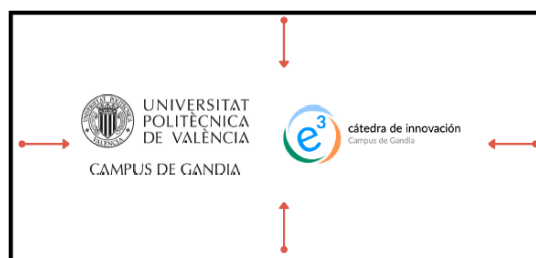 UNIVERSITAT
POLITÈCNICA
DE VALÈNCIA
CAMPUS DE GANDIA
e³
cátedra de innovación
Campus de Gandia